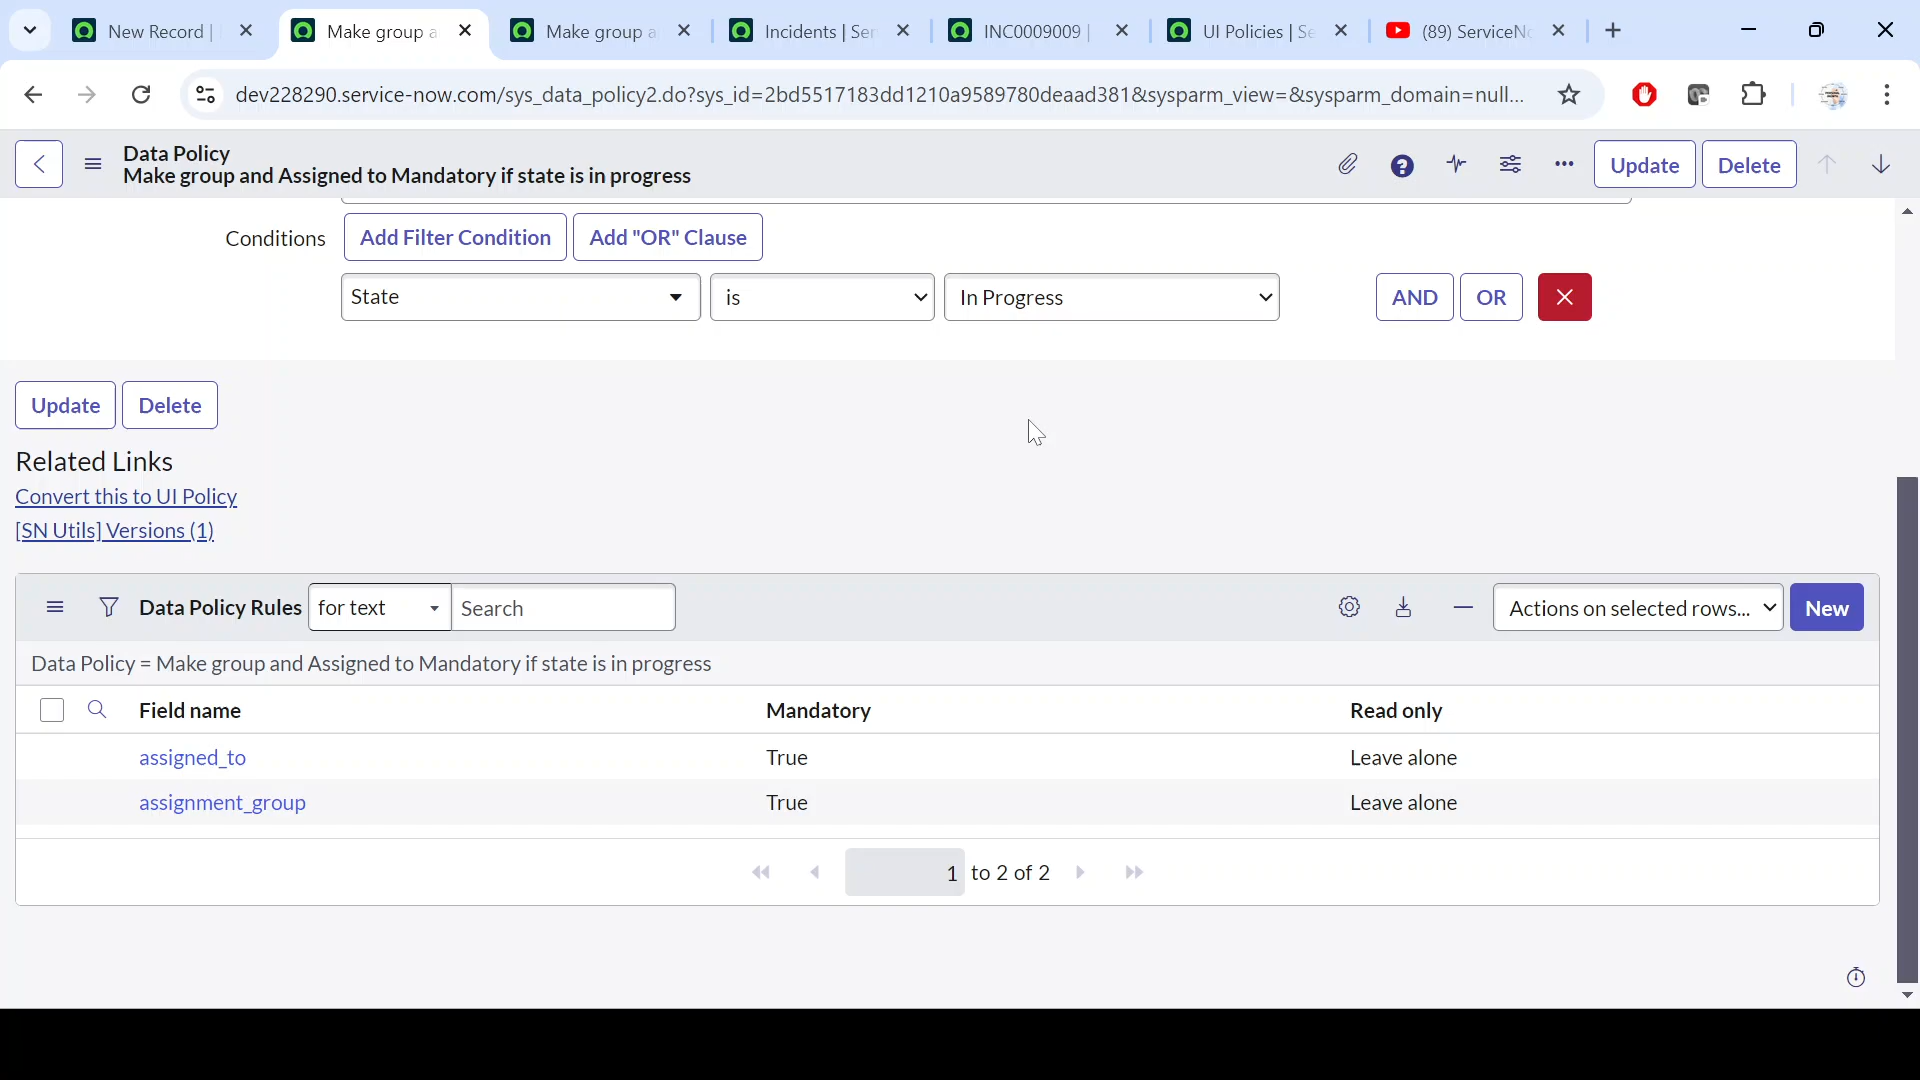 New Record |
Make group a
Make group a
Incidents | Ser
INC0009009 |
UI Policies | Se
(89) ServiceNo
dev228290.service-now.com/sys_data_policy2.do?sys_id=2bd5517183dd1210a9589780deaad381&sysparm_view=&sysparm_domain=null...
Data Policy
Make group and Assigned to Mandatory if state is in progress
Update
Delete
Conditions
Add Filter Condition
Add "OR" Clause
State
is
In Progress
AND
OR
Update
Delete
Related Links
Convert this to UI Policy
[SN Utils] Versions (1)
Data Policy Rules
for text
Search
Actions on selected rows...
New
Data Policy = Make group and Assigned to Mandatory if state is in progress
Field name
Mandatory
Read only
assigned_to
True
Leave alone
assignment_group
True
Leave alone
1 to 2 of 2